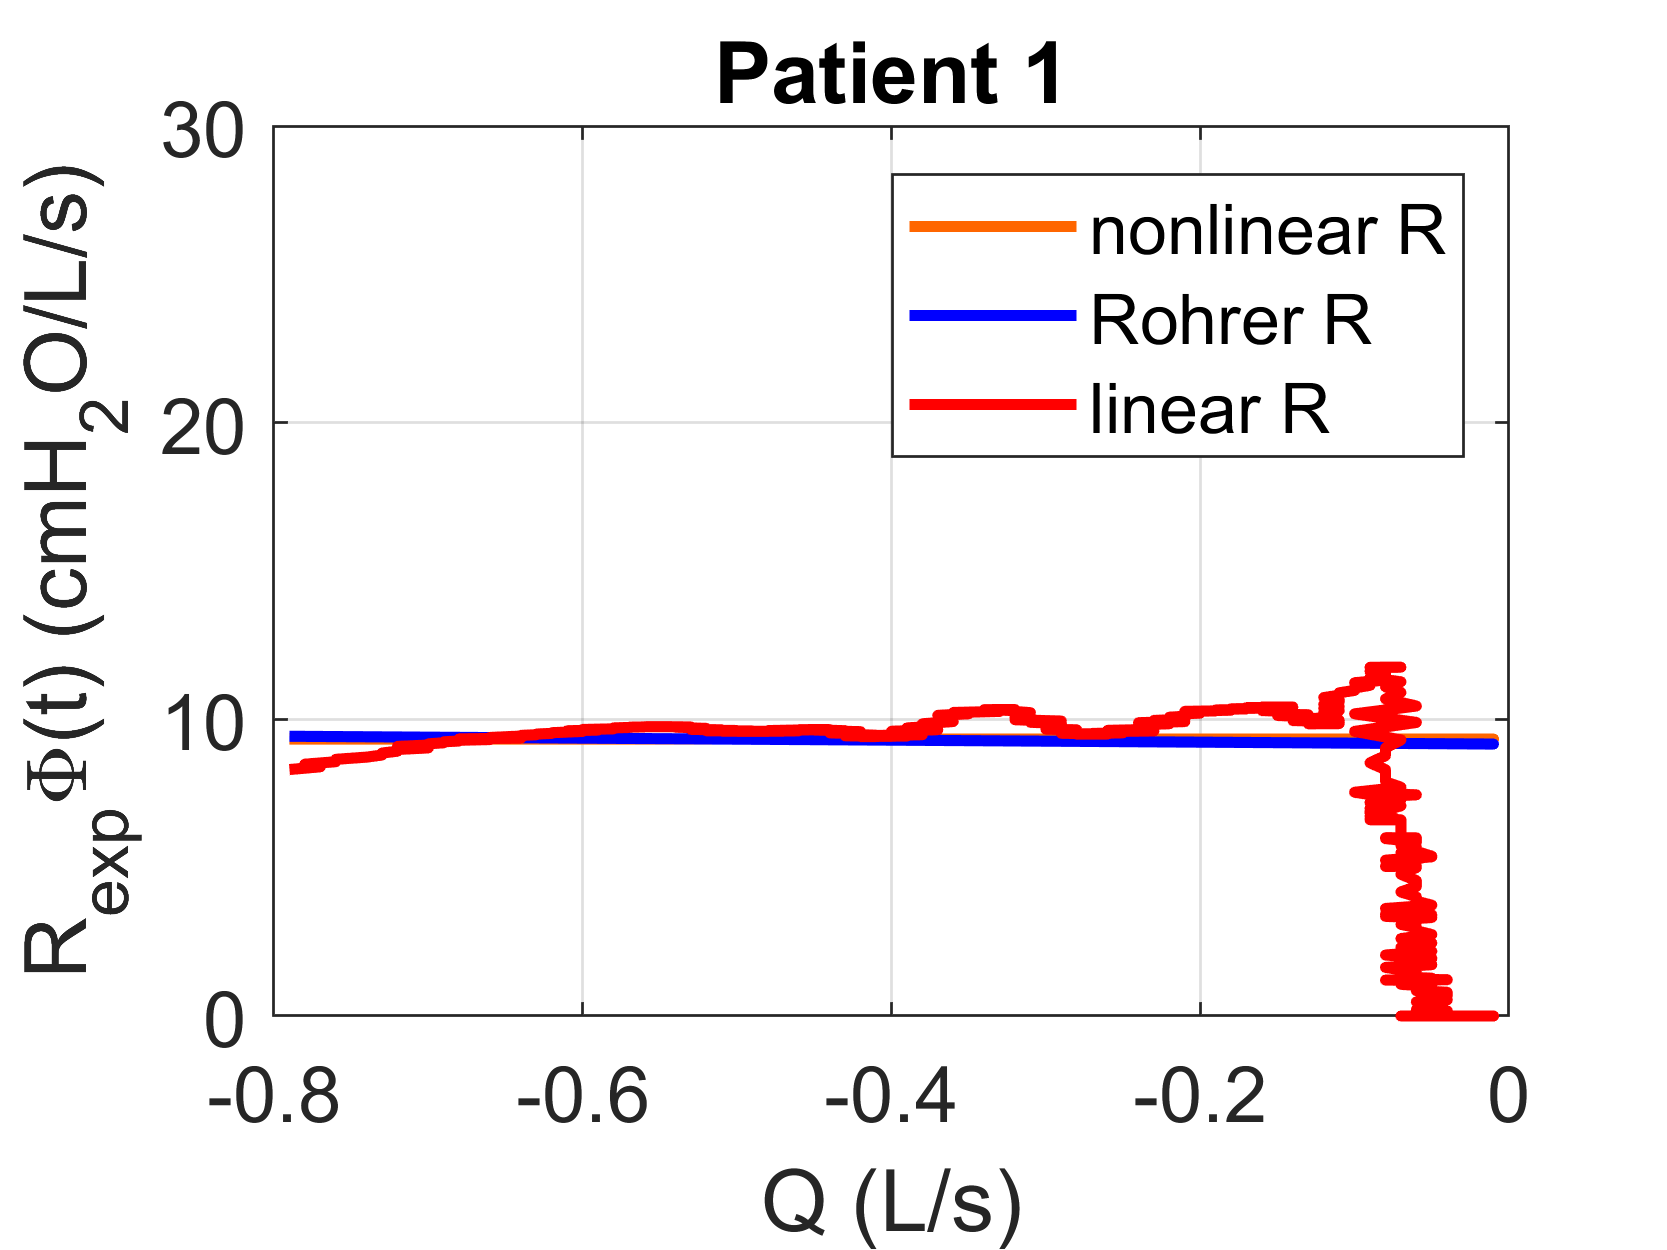 Patient 1
R_exp Φ(t) (cmH_2O/L/s)
30
20
10
0
nonlinear R
Rohrer R
linear R
-0.8 -0.6 -0.4 -0.2 0
Q (L/s)